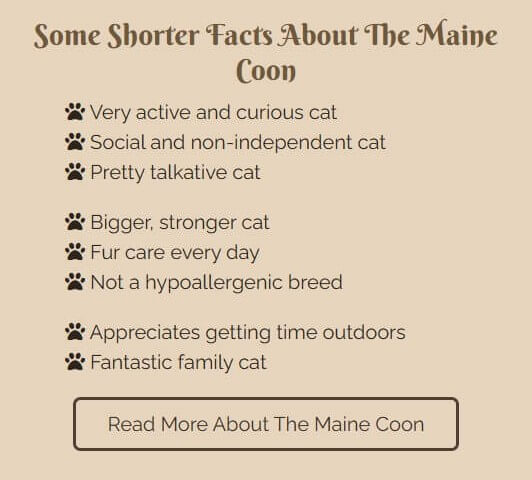 Some Shorter Facts About The Maine
Coon
Very active and curious cat
Social and non-independent cat
Pretty talkative cat
Bigger, stronger cat
Fur care every day
Not a hypoallergenic breed
Appreciates getting time outdoors
Fantastic family cat
Read More About The Maine Coon